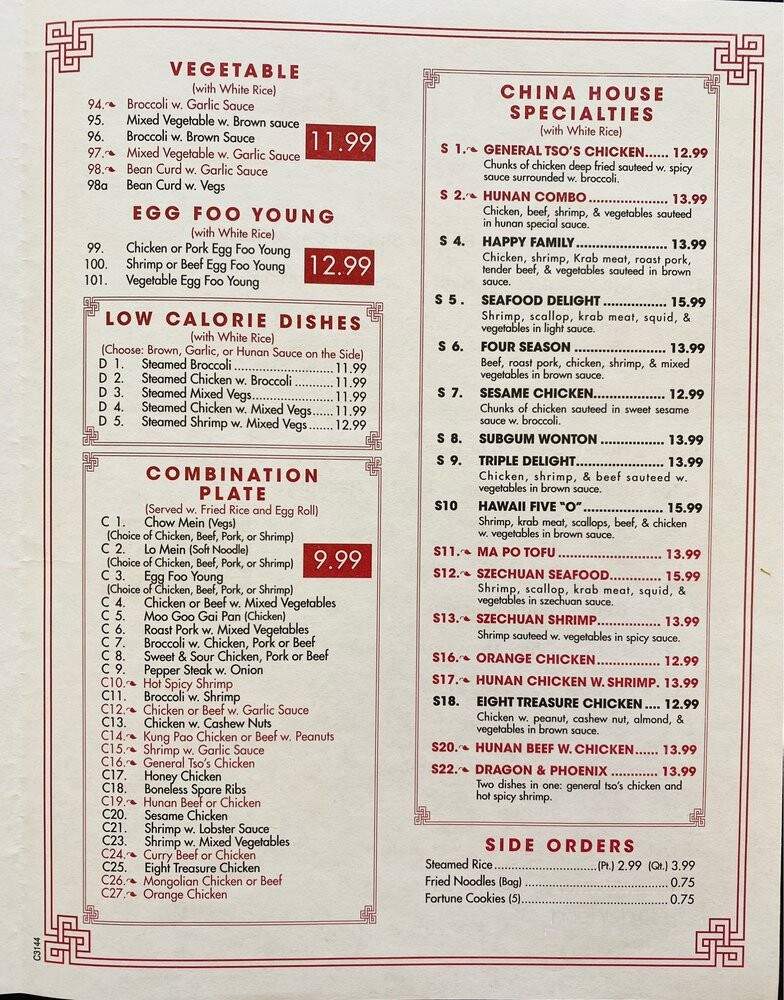 VEGETABLE
(with White Rice)
94. Broccoli w. Garlic Sauce
95. Mixed Vegetable w. Brown sauce
96. Broccoli w. Brown Sauce
97. Mixed Vegetable w. Garlic Sauce
98. Bean Curd w. Garlic Sauce
98a Bean Curd w. Vegs
11.99
EGG FOO YOUNG
(with White Rice)
99. Chicken or Pork Egg Foo Young
100. Shrimp or Beef Egg Foo Young
101. Vegetable Egg Foo Young
12.99
LOW CALORIE DISHES
(with White Rice)
(Choose: Brown, Garlic, or Hunan Sauce on the Side)
D 1. Steamed Broccoli..........................11.99
D 2. Steamed Chicken w. Broccoli..........11.99
D 3. Steamed Mixed Vegs......................11.99
D 4. Steamed Chicken w. Mixed Vegs.....11.99
D 5. Steamed Shrimp w. Mixed Vegs.......12.99
COMBINATION
PLATE
(Served w. Fried Rice and Egg Roll)
C 1. Chow Mein (Vegs)
(Choice of Chicken, Beef, Pork, or Shrimp)
C 2. Lo Mein (Soft Noodle)
(Choice of Chicken, Beef, Pork, or Shrimp)
C 3. Egg Foo Young
(Choice of Chicken, Beef, Pork, or Shrimp)
C 4. Chicken or Beef w. Mixed Vegetables
C 5. Moo Goo Gai Pan (Chicken)
C 6. Roast Pork w. Mixed Vegetables
C 7. Broccoli w. Chicken, Pork or Beef
C 8. Sweet & Sour Chicken, Pork or Beef
C 9. Pepper Steak w. Onion
C10. Hot Spicy Shrimp
C11. Broccoli w. Shrimp
C12. Chicken or Beef w. Garlic Sauce
C13. Chicken w. Cashew Nuts
C14. Kung Pao Chicken or Beef w. Peanuts
C15. Shrimp w. Garlic Sauce
C16. General Tso's Chicken
C17. Honey Chicken
C18. Boneless Spare Ribs
C19. Hunan Beef or Chicken
C20. Sesame Chicken
C21. Shrimp w. Lobster Sauce
C23. Shrimp w. Mixed Vegetables
C24. Curry Beef or Chicken
C25. Eight Treasure Chicken
C26. Mongolian Chicken or Beef
C27. Orange Chicken
9.99
C3144
CHINA HOUSE
SPECIALTIES
(with White Rice)
S 1. GENERAL TSO'S CHICKEN...... 12.99
Chunks of chicken deep fried sauteed w. spicy
sauce surrounded w. broccoli.
S 2. HUNAN COMBO.................... 13.99
Chicken, beef, shrimp, & vegetables sauteed
in hunan special sauce.
S 4. HAPPY FAMILY....................... 13.99
Chicken, shrimp, Krab meat, roast pork,
tender beef, & vegetables sauteed in brown
sauce.
S 5. SEAFOOD DELIGHT................. 15.99
Shrimp, scallop, krab meat, squid, &
vegetables in light sauce.
S 6. FOUR SEASON........................ 13.99
Beef, roast pork, chicken, shrimp, & mixed
vegetables in brown sauce.
S 7. SESAME CHICKEN.................. 12.99
Chunks of chicken sauteed in sweet sesame
sauce w. broccoli.
S 8. SUBGUM WONTON................. 13.99
S 9. TRIPLE DELIGHT...................... 13.99
Chicken, shrimp, & beef sauteed w.
vegetables in brown sauce.
S10 HAWAII FIVE "O".................... 15.99
Shrimp, krab meat, scallops, beef, & chicken
w. vegetables in brown sauce.
S11. MA PO TOFU.......................... 13.99
S12. SZECHUAN SEAFOOD............. 15.99
Shrimp, scallop, krab meat, squid, &
vegetables in szechuan sauce.
S13. SZECHUAN SHRIMP................ 13.99
Shrimp sauteed w. vegetables in spicy sauce.
S16. ORANGE CHICKEN................ 12.99
S17. HUNAN CHICKEN W. SHRIMP. 13.99
S18. EIGHT TREASURE CHICKEN.... 12.99
Chicken w. peanut, cashew nut, almond, &
vegetables in brown sauce.
S20. HUNAN BEEF W. CHICKEN...... 13.99
S22. DRAGON & PHOENIX............ 13.99
Two dishes in one: general tso's chicken and
hot spicy shrimp.
SIDE ORDERS
Steamed Rice..........................(Pt.) 2.99 (Qt.) 3.99
Fried Noodles (Bag)..................................... 0.75
Fortune Cookies (5)...................................... 0.75